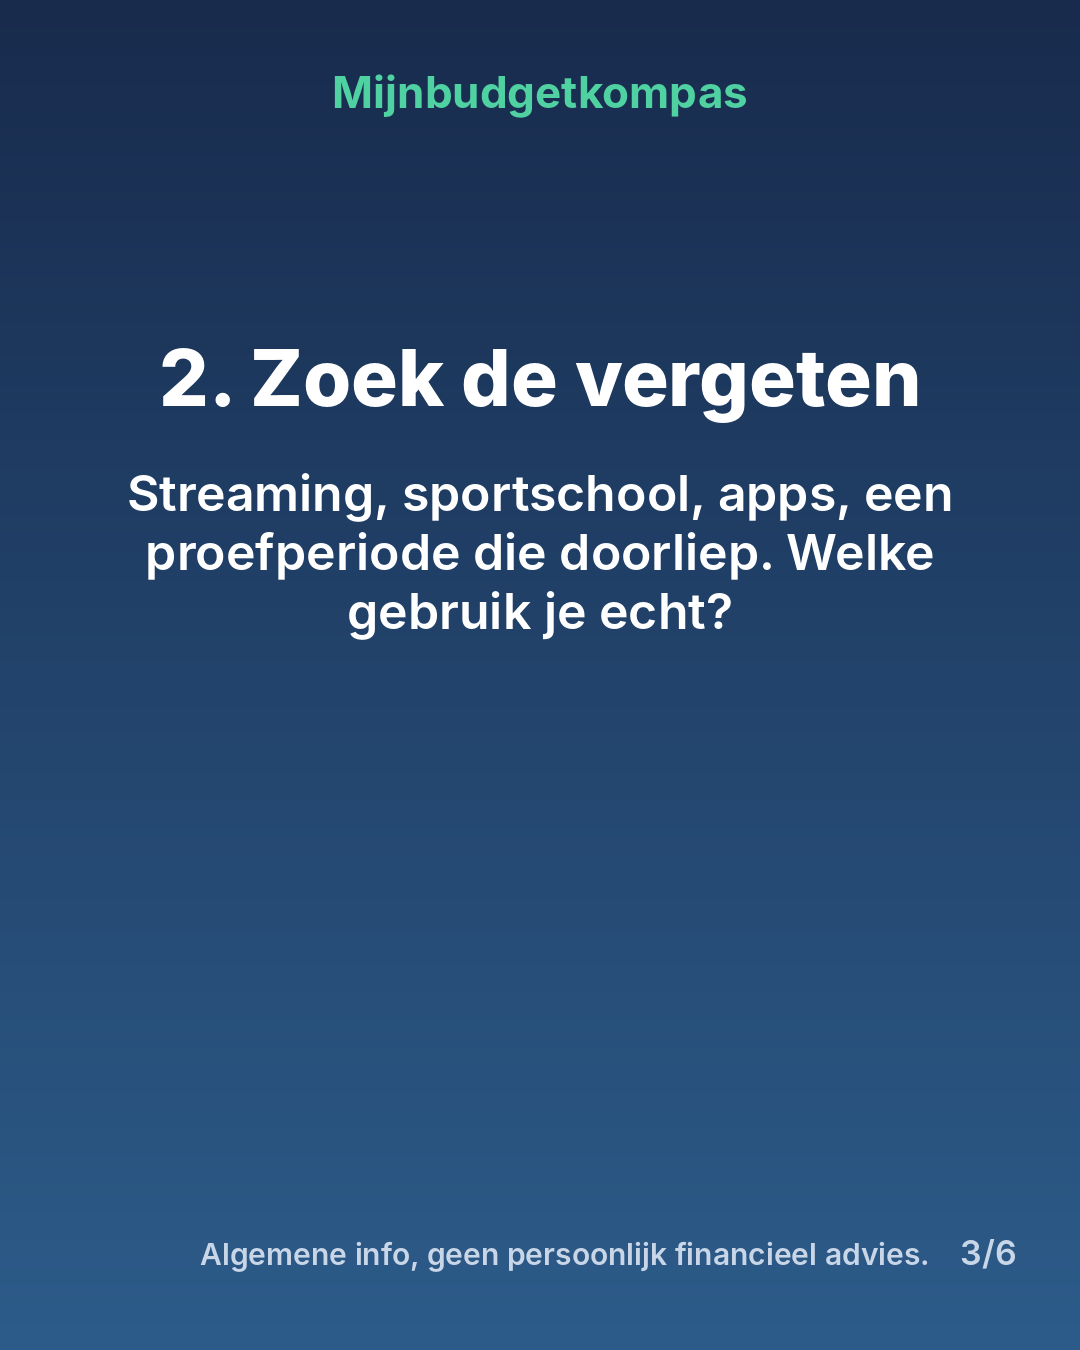 Mijnbudgetkompas
2. Zoek de vergeten
Streaming, sportschool, apps, een
proefperiode die doorliep. Welke
gebruik je echt?
Algemene info, geen persoonlijk financieel advies. 3/6